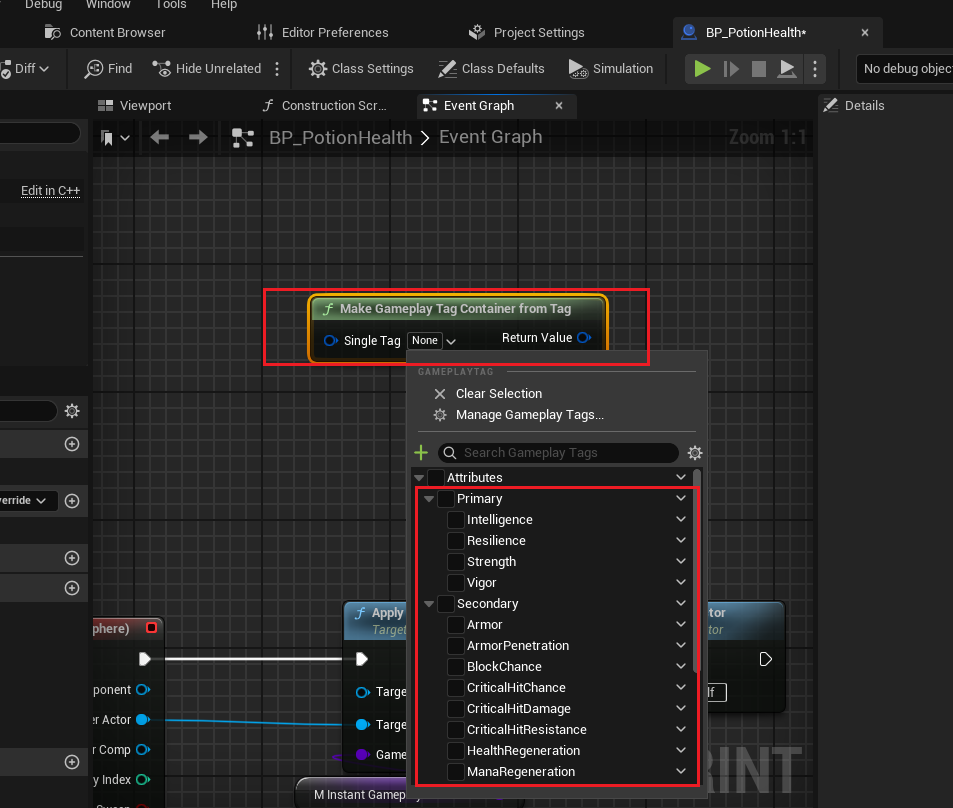 Debug Window Tools Help
Content Browser Editor Preferences Project Settings BP_PotionHealth*
Diff Find Hide Unrelated Class Settings Class Defaults Simulation No debug objec
Viewport Construction Scr... Event Graph Details
BP_PotionHealth > Event Graph Zoom 1:1
Edit in C++
f Make Gameplay Tag Container from Tag
Single Tag None Return Value
GAMEPLAYTAG
Clear Selection
Manage Gameplay Tags...
Search Gameplay Tags
Attributes
Primary
Intelligence
Resilience
Strength
Vigor
Secondary
Armor
ArmorPenetration
BlockChance
CriticalHitChance
CriticalHitDamage
CriticalHitResistance
HealthRegeneration
ManaRegeneration
erride
phere)
ponent
er Actor
r Comp
y Index
Sweep
f Apply
Target
Targe
Targe
Game
M Instant Gamepla
tor
tor
lf
RINT